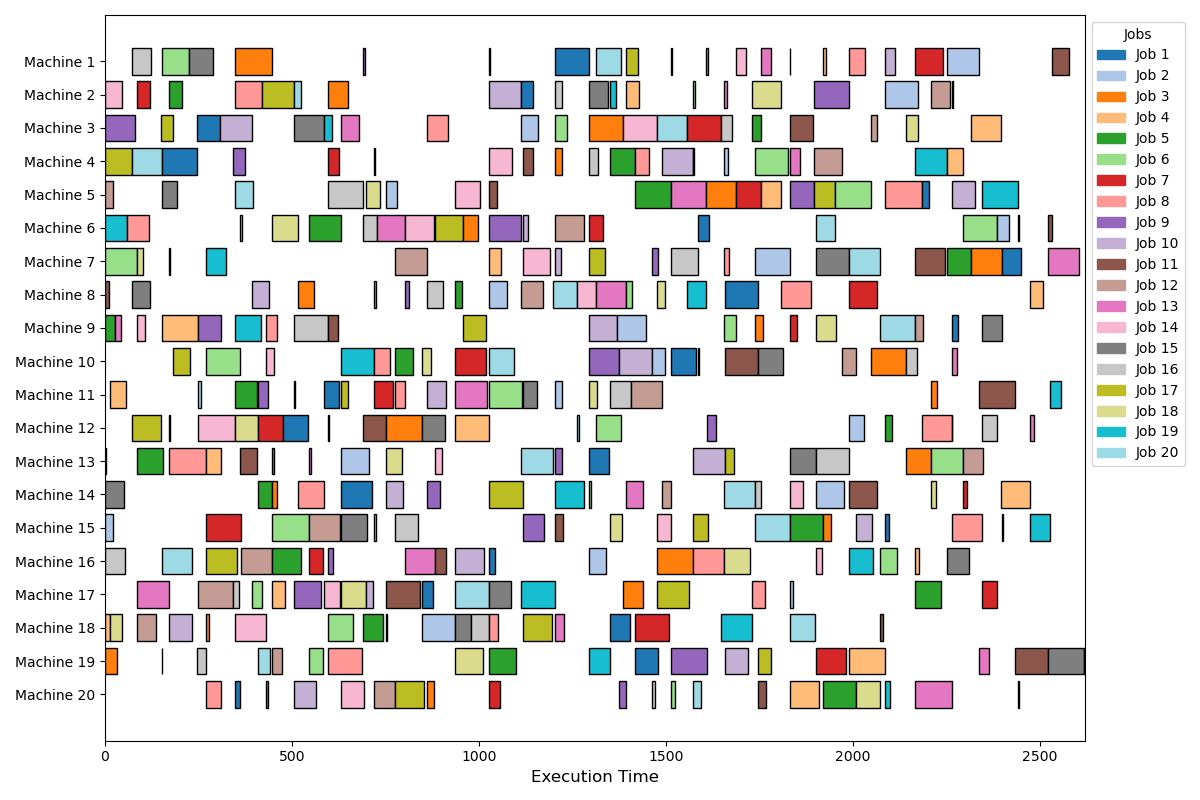 Machine 1
Machine 2
Machine 3
Machine 4
Machine 5
Machine 6
Machine 7
Machine 8
Machine 9
Machine 10
Machine 11
Machine 12
Machine 13
Machine 14
Machine 15
Machine 16
Machine 17
Machine 18
Machine 19
Machine 20
0 500 1000 1500 2000 2500
Execution Time
Jobs
Job 1
Job 2
Job 3
Job 4
Job 5
Job 6
Job 7
Job 8
Job 9
Job 10
Job 11
Job 12
Job 13
Job 14
Job 15
Job 16
Job 17
Job 18
Job 19
Job 20